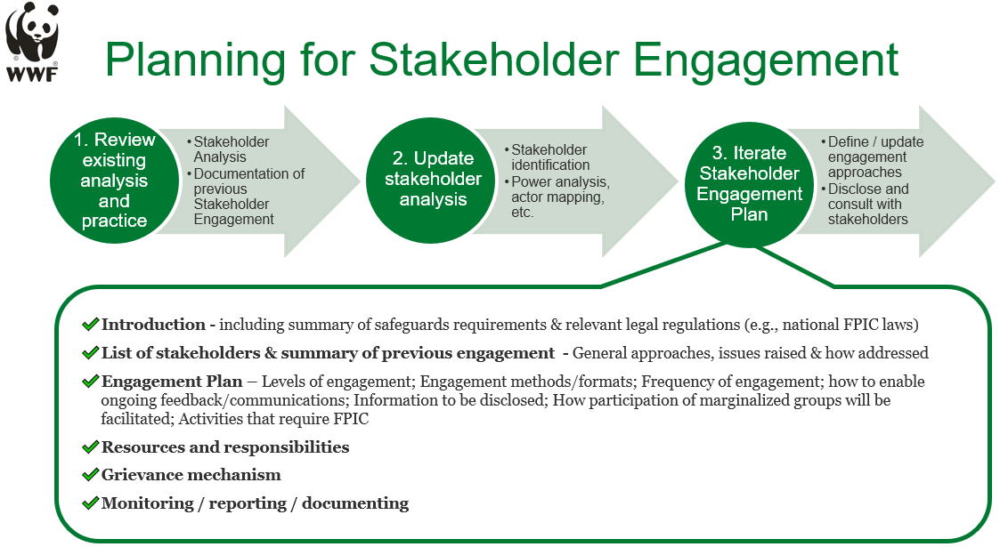 © WWF ®
Planning for Stakeholder Engagement
1. Review
existing
analysis
and
practice
•Stakeholder
Analysis
•Documentation of
previous
Stakeholder
Engagement
2. Update
stakeholder
analysis
•Stakeholder
identification
•Power analysis,
actor mapping,
etc.
3. Iterate
Stakeholder
Engagement
Plan
•Define / update
engagement
approaches
•Disclose and
consult with
stakeholders
Introduction - including summary of safeguards requirements & relevant legal regulations (e.g., national FPIC laws)
List of stakeholders & summary of previous engagement - General approaches, issues raised & how addressed
Engagement Plan – Levels of engagement; Engagement methods/formats; Frequency of engagement; how to enable
ongoing feedback/communications; Information to be disclosed; How participation of marginalized groups will be
facilitated; Activities that require FPIC
Resources and responsibilities
Grievance mechanism
Monitoring / reporting / documenting